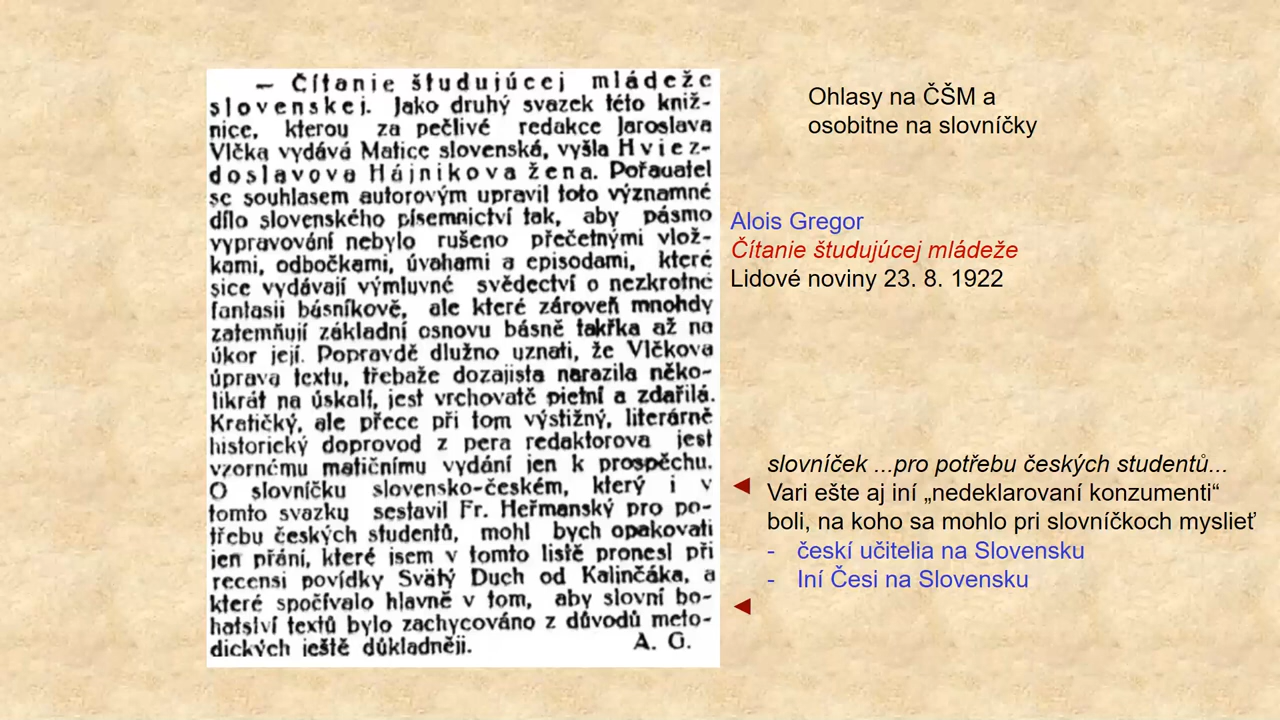 — Čítanie študujúcej mládeže
slovenskej. Jako druhý svazek této kniž-
nice, kterou za pečlivé redakce Jaroslava
Vlčka vydává Matice slovenská, vyšla Hviez-
doslavova Hájnikova žena. Pořadatel
se souhlasem autorovým upravil toto významné
dílo slovenského písemnictví tak, aby pásmo
vypravování nebylo rušeno přečetnými vlož-
kami, odbočkami, úvahami a episodami, které
sice vydávají výmluvné svědectví o nezkrotné
fantasii básníkově, ale které zároveň mnohdy
zatemňují základní osnovu básně takřka až na
úkor její. Popravdě dlužno uznati, že Vlčkova
úprava textu, třebaže dozajista narazila něko-
likrát na úskalí, jest vrchovatě pietní a zdařilá.
Kratičký, ale přece při tom výstižný, literárně
historický doprovod z pera redaktorova jest
vzornému matičnímu vydání jen k prospěchu.
O slovníčku slovensko-českém, který i v
tomto svazku sestavil Fr. Heřmanský pro po-
třebu českých studentů, mohl bych opakovati
jen přání, které jsem v tomto listě pronesl při
recensi povídky Svätý Duch od Kalinčáka, a
které spočívalo hlavně v tom, aby slovní bo-
hatství textů bylo zachycováno z důvodů meto-
dických ještě důkladněji. A. G.
Ohlasy na ČŠM a
osobitne na slovníčky
Alois Gregor
Čítanie študujúcej mládeže
Lidové noviny 23. 8. 1922
slovníček ...pro potřebu českých studentů...
Vari ešte aj iní „nedeklarovaní konzumenti“
boli, na koho sa mohlo pri slovníčkoch myslieť
- českí učitelia na Slovensku
- Iní Česi na Slovensku